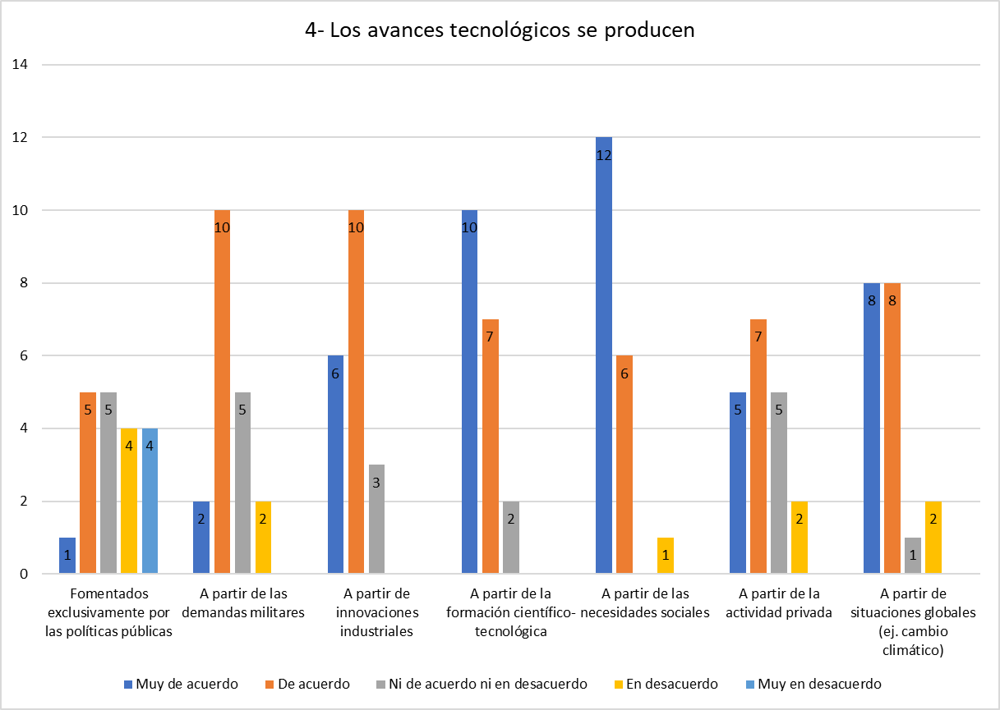 4- Los avances tecnológicos se producen
14
12
10
8
6
4
2
0
1
5
5
4
4
2
10
5
2
6
10
3
10
7
2
12
6
1
5
7
5
2
8
8
1
2
Fomentados
exclusivamente por
las políticas públicas
A partir de las
demandas militares
A partir de
innovaciones
industriales
A partir de la
formación científico-
tecnológica
A partir de las
necesidades sociales
A partir de la
actividad privada
A partir de
situaciones globales
(ej. cambio
climático)
Muy de acuerdo
De acuerdo
Ni de acuerdo ni en desacuerdo
En desacuerdo
Muy en desacuerdo